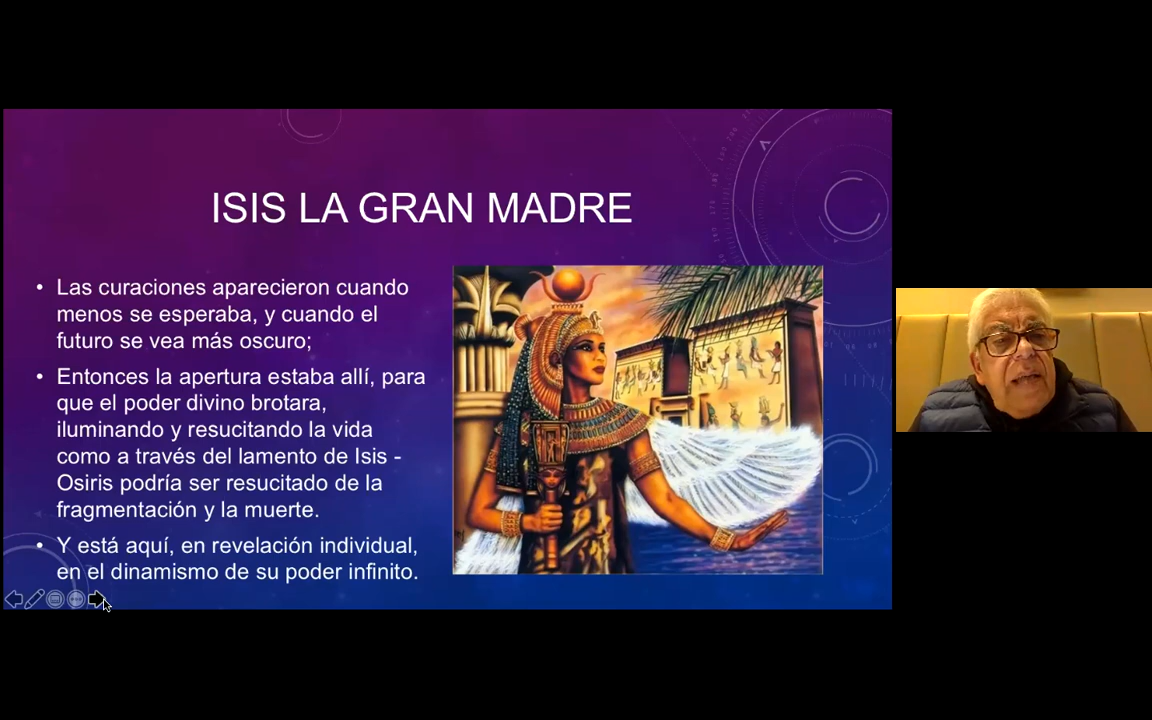 ISIS LA GRAN MADRE
• Las curaciones aparecieron cuando
menos se esperaba, y cuando el
futuro se vea más oscuro;
• Entonces la apertura estaba allí, para
que el poder divino brotara,
iluminando y resucitando la vida
como a través del lamento de Isis -
Osiris podría ser resucitado de la
fragmentación y la muerte.
• Y está aquí, en revelación individual,
en el dinamismo de su poder infinito.